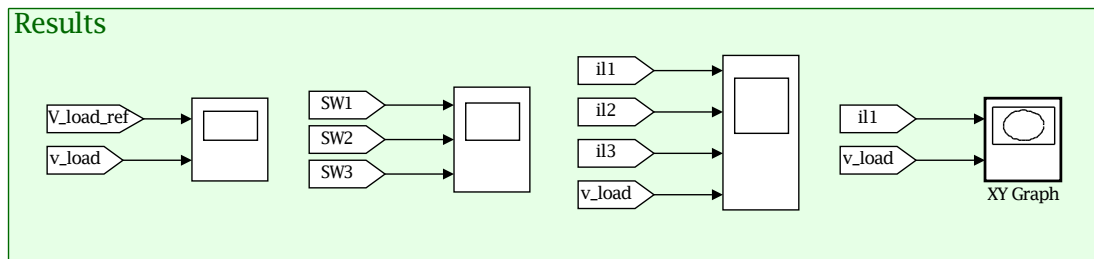 Results
V_load_ref
v_load
SW1
SW2
SW3
il1
il2
il3
v_load
il1
v_load
XY Graph